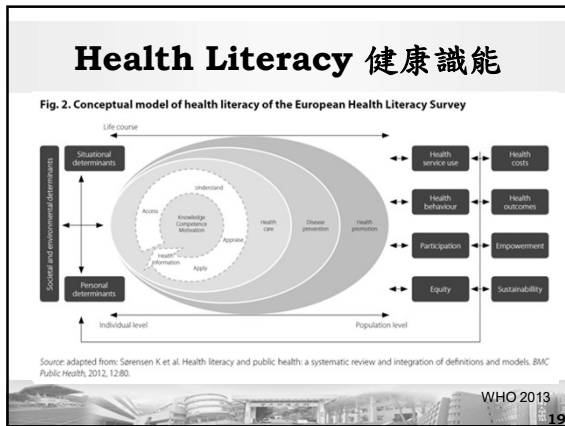 Health Literacy 健康識能
Fig. 2. Conceptual model of health literacy of the European Health Literacy Survey
Life course
Societal and environmental determinants
Situational
determinants
Personal
determinants
Access
Understand
Appraise
Apply
Knowledge
Competence
Motivation
Health
information
Health
care
Disease
prevention
Health
promotion
Health
service use
Health
costs
Health
behaviour
Health
outcomes
Participation
Empowerment
Equity
Sustainability
Individual level
Population level
Source: adapted from: Sørensen K et al. Health literacy and public health: a systematic review and integration of definitions and models. BMC
Public Health, 2012, 12:80.
WHO 2013
19